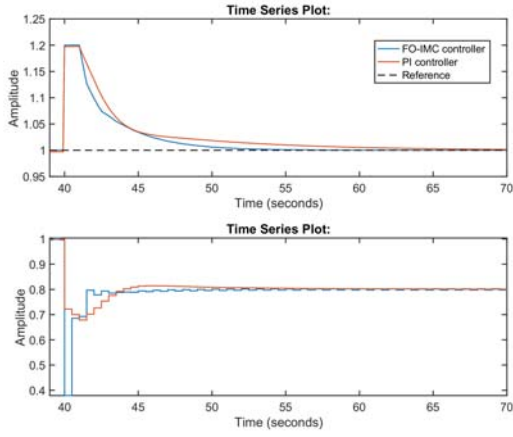 Time Series Plot:
1.25
1.2
1.15
1.1
1.05
1
0.95
Amplitude
FO-IMC controller
PI controller
Reference
40 45 50 55 60 65 70
Time (seconds)
Time Series Plot:
1
0.9
0.8
0.7
0.6
0.5
0.4
Amplitude
40 45 50 55 60 65 70
Time (seconds)